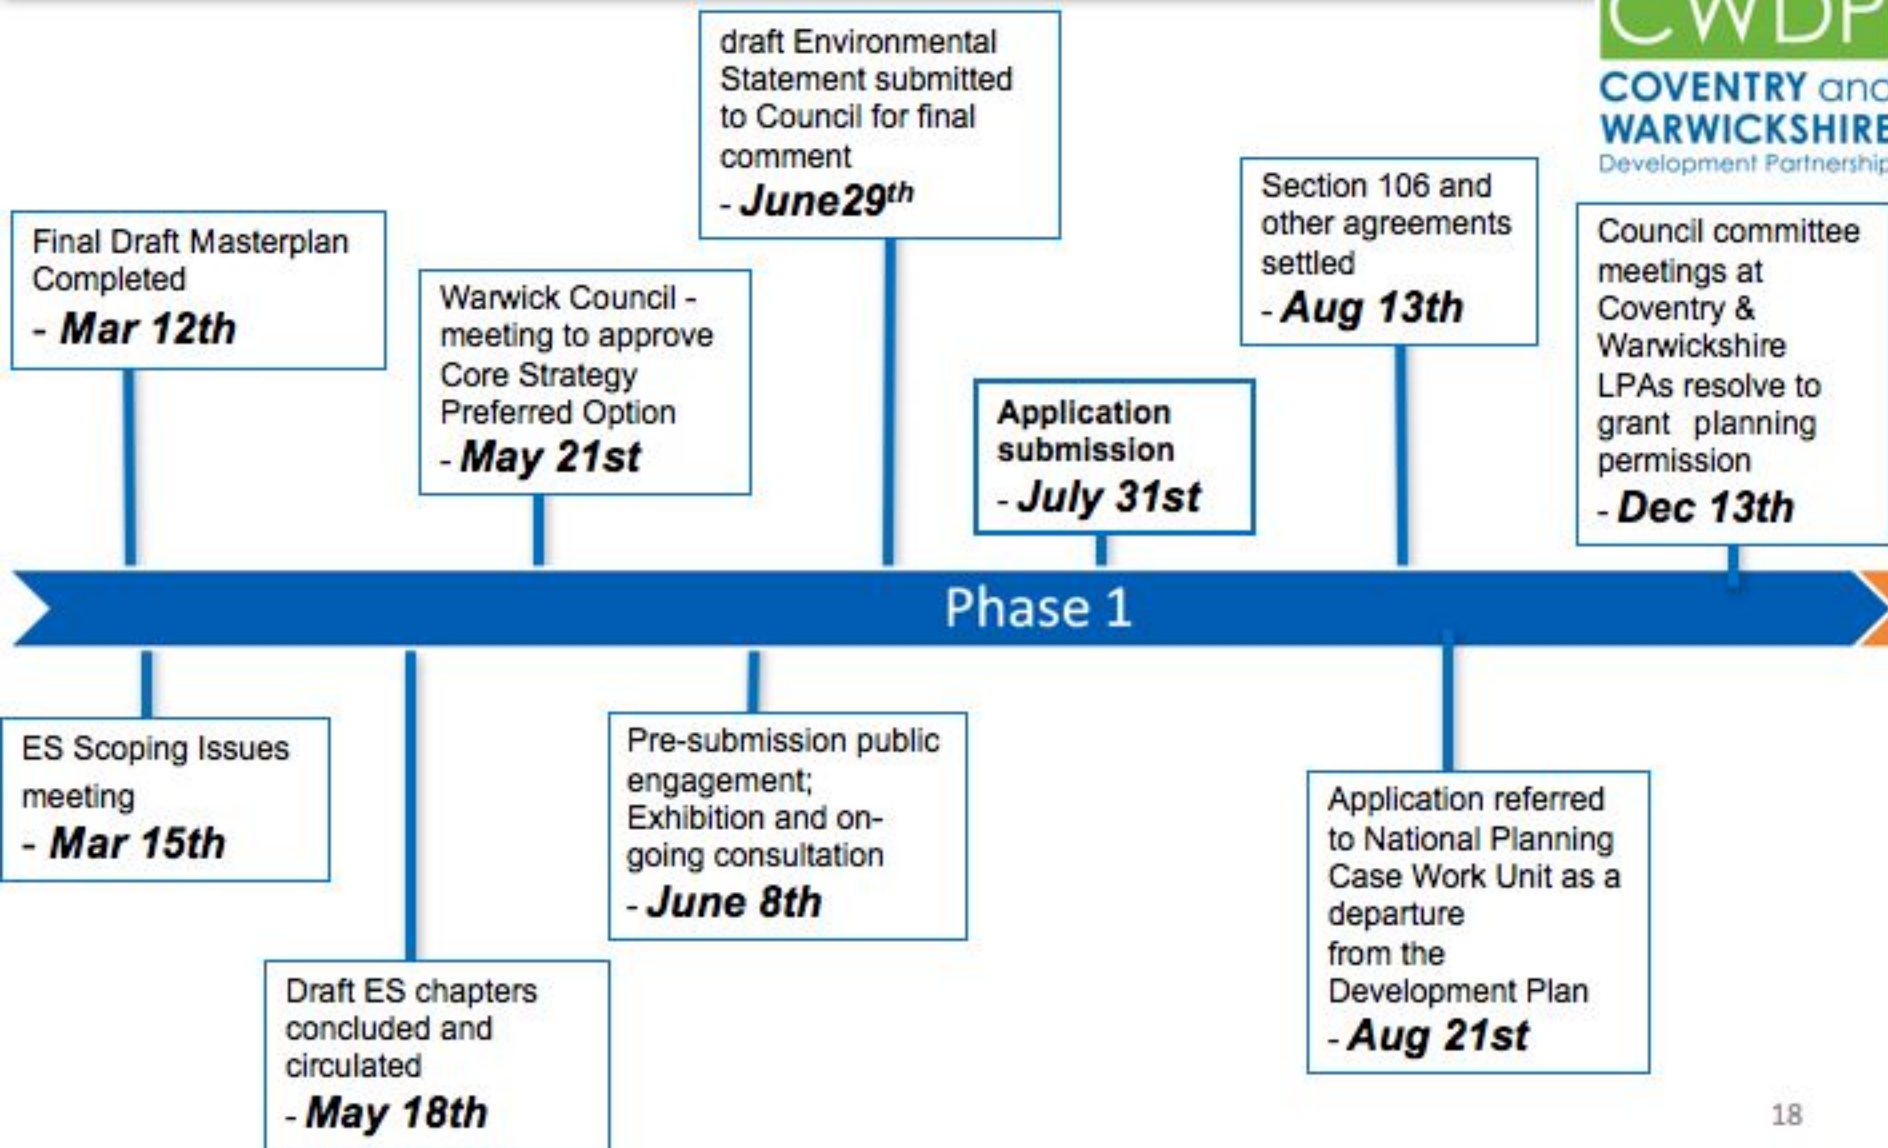 CWDP
COVENTRY and
WARWICKSHIRE
Development Partnership
draft Environmental
Statement submitted
to Council for final
comment
- June29th
Final Draft Masterplan
Completed
- Mar 12th
Warwick Council -
meeting to approve
Core Strategy
Preferred Option
- May 21st
Application
submission
- July 31st
Section 106 and
other agreements
settled
- Aug 13th
Council committee
meetings at
Coventry &
Warwickshire
LPAs resolve to
grant planning
permission
- Dec 13th
Phase 1
ES Scoping Issues
meeting
- Mar 15th
Draft ES chapters
concluded and
circulated
- May 18th
Pre-submission public
engagement;
Exhibition and on-
going consultation
- June 8th
Application referred
to National Planning
Case Work Unit as a
departure
from the
Development Plan
- Aug 21st
18